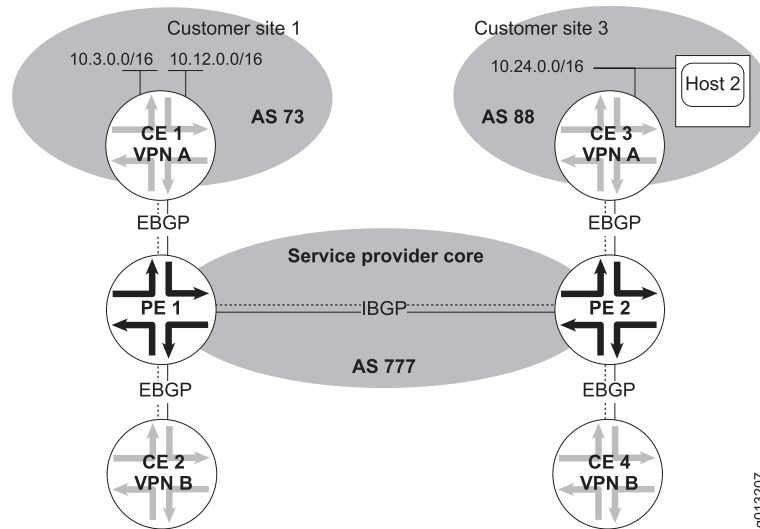 Customer site 1
Customer site 3
10.3.0.0/16
10.12.0.0/16
10.24.0.0/16
Host 2
AS 73
AS 88
CE 1
VPN A
CE 3
VPN A
EBGP
EBGP
Service provider core
PE 1
IBGP
PE 2
AS 777
EBGP
EBGP
CE 2
VPN B
CE 4
VPN B
g013207